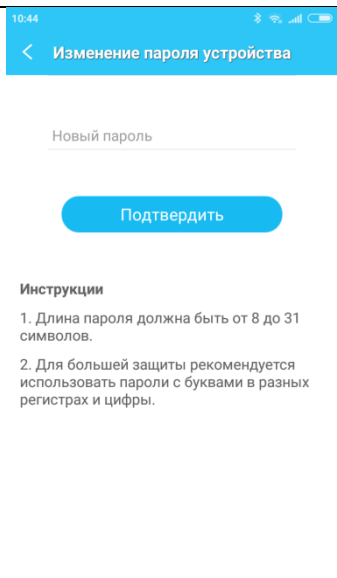 10:44
Изменение пароля устройства
Новый пароль
Подтвердить
Инструкции
1. Длина пароля должна быть от 8 до 31
символов.
2. Для большей защиты рекомендуется
использовать пароли с буквами в разных
регистрах и цифры.